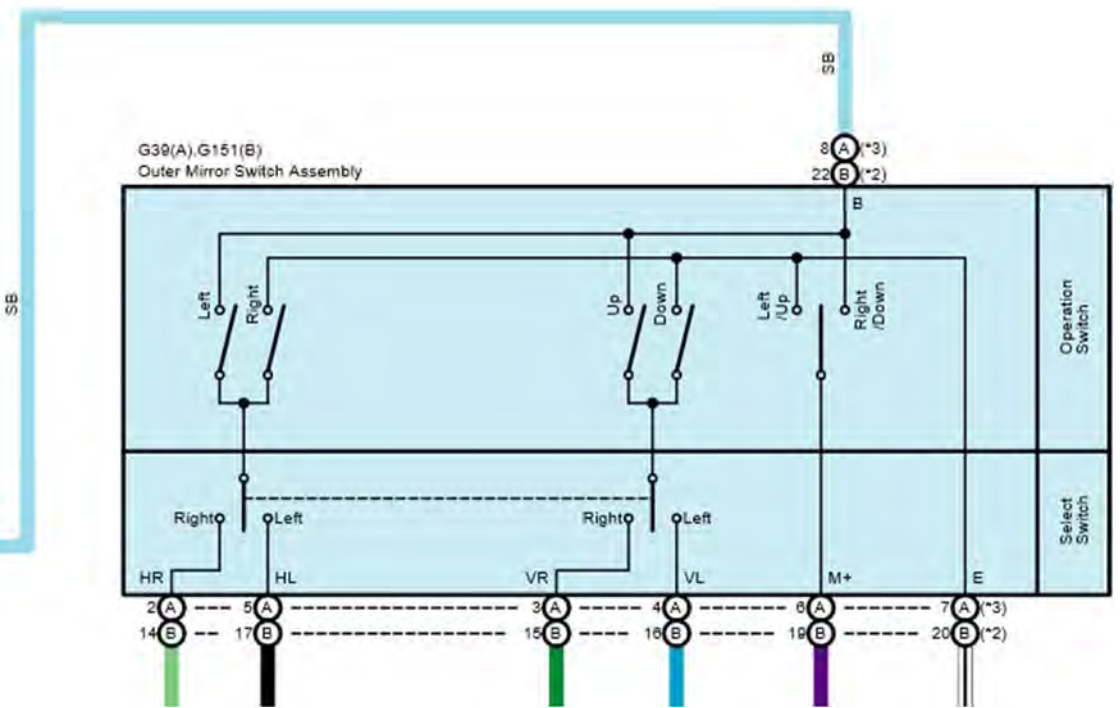 SB
G39(A),G151(B)
Outer Mirror Switch Assembly
8 A (*3)
22 B (*2)
B
SB
Left
Right
Up
Down
Left
/Up
Right
/Down
Operation
Switch
Right
Left
Right
Left
Select
Switch
HR
HL
VR
VL
M+
E
2 A 5 A 3 A 4 A 6 A 7 A (*3)
14 B 17 B 15 B 16 B 19 B 20 B (*2)